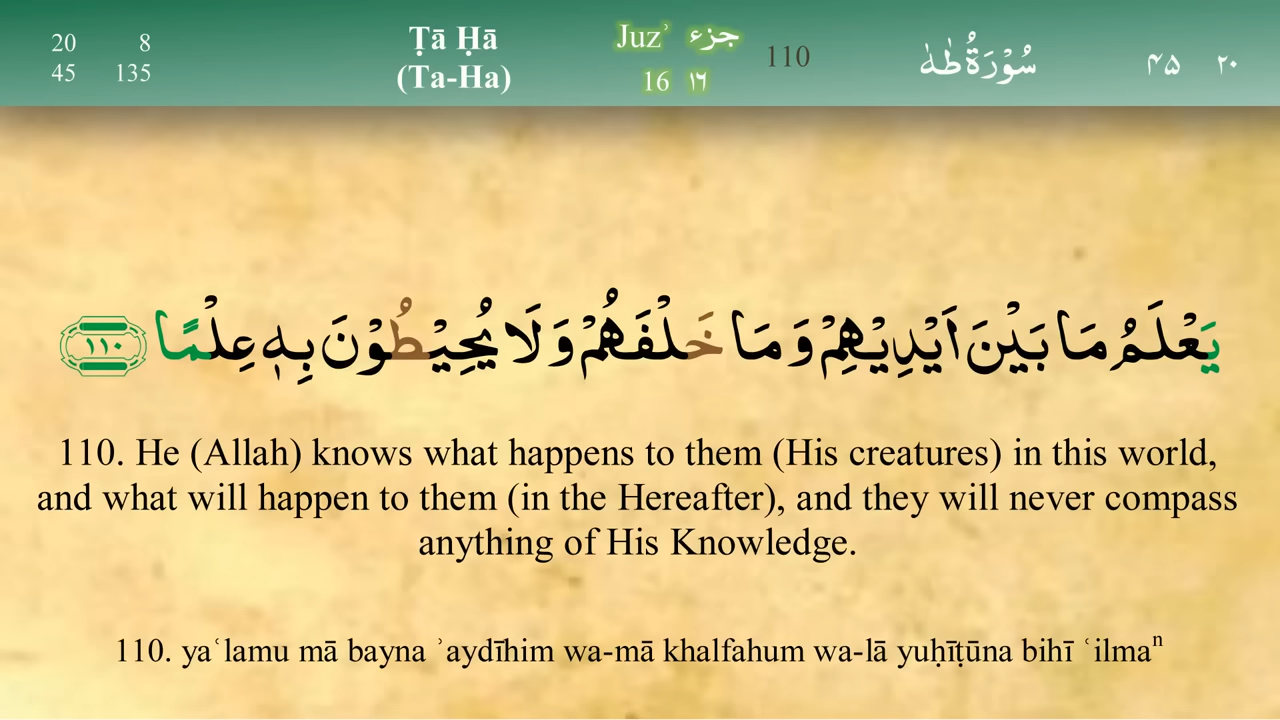 20 8 Ṭā Ḥā Juzʾ جزء 110 سُوْرَةُ طٰهٰ ۴۵ ۲۰
45 135 (Ta-Ha) 16 ١٦
يَعْلَمُ مَا بَيْنَ اَيْدِيْهِمْ وَمَا خَلْفَهُمْ وَلَا يُحِيْطُوْنَ بِهٖ عِلْمًا ١١٠
110. He (Allah) knows what happens to them (His creatures) in this world,
and what will happen to them (in the Hereafter), and they will never compass
anything of His Knowledge.
110. yaʿlamu mā bayna ʾaydīhim wa-mā khalfahum wa-lā yuḥīṭūna bihī ʿilmaⁿ